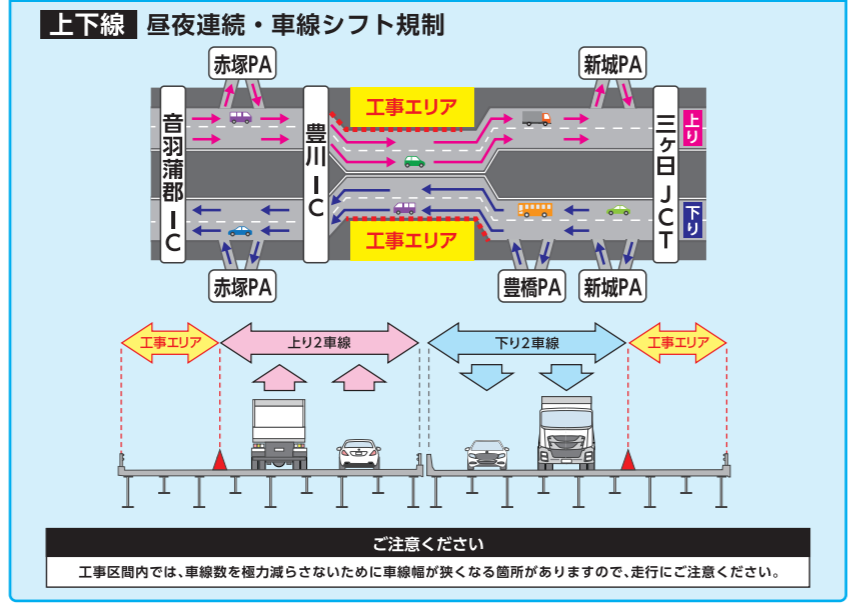 上下線 昼夜連続・車線シフト規制
赤塚PA
新城PA
音羽蒲郡IC
豊川IC
工事エリア
三ヶ日JCT
上り
下り
工事エリア
赤塚PA
豊橋PA
新城PA
工事エリア
上り2車線
下り2車線
工事エリア
ご注意ください
工事区間内では、車線数を極力減らさないために車線幅が狭くなる箇所がありますので、走行にご注意ください。